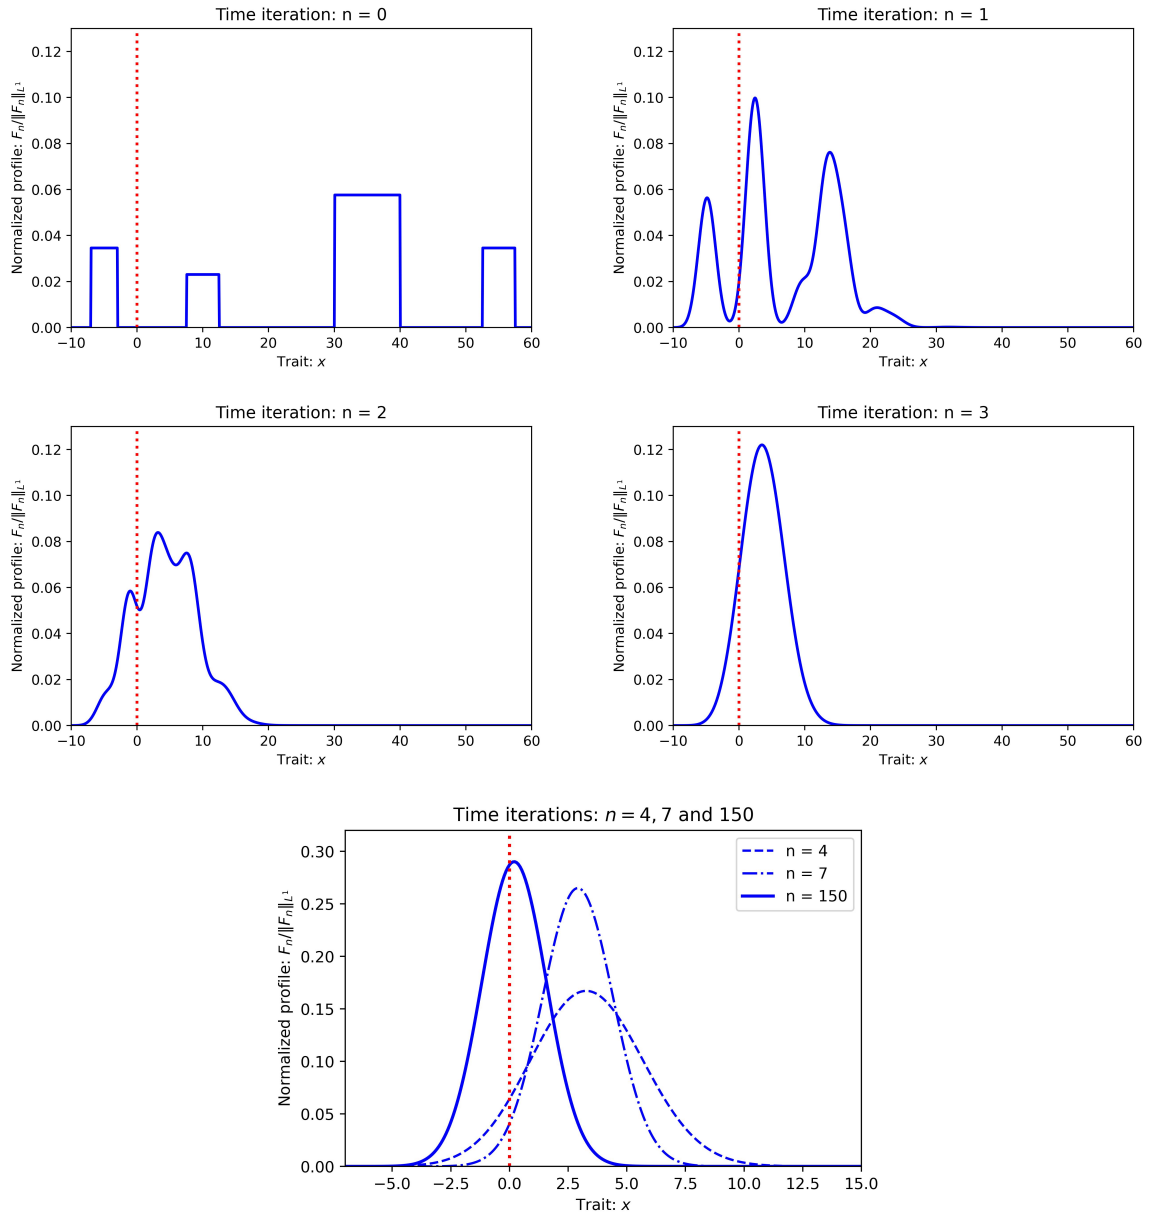 Time iteration: n = 0
Normalized profile: Fₙ/‖Fₙ‖_L¹
0.12
0.10
0.08
0.06
0.04
0.02
0.00
−10 0 10 20 30 40 50 60
Trait: x
Time iteration: n = 1
Normalized profile: Fₙ/‖Fₙ‖_L¹
0.12
0.10
0.08
0.06
0.04
0.02
0.00
−10 0 10 20 30 40 50 60
Trait: x
Time iteration: n = 2
Normalized profile: Fₙ/‖Fₙ‖_L¹
0.12
0.10
0.08
0.06
0.04
0.02
0.00
−10 0 10 20 30 40 50 60
Trait: x
Time iteration: n = 3
Normalized profile: Fₙ/‖Fₙ‖_L¹
0.12
0.10
0.08
0.06
0.04
0.02
0.00
−10 0 10 20 30 40 50 60
Trait: x
Time iterations: n = 4, 7 and 150
Normalized profile: Fₙ/‖Fₙ‖_L¹
0.30
0.25
0.20
0.15
0.10
0.05
0.00
n = 4
n = 7
n = 150
−5.0 −2.5 0.0 2.5 5.0 7.5 10.0 12.5 15.0
Trait: x